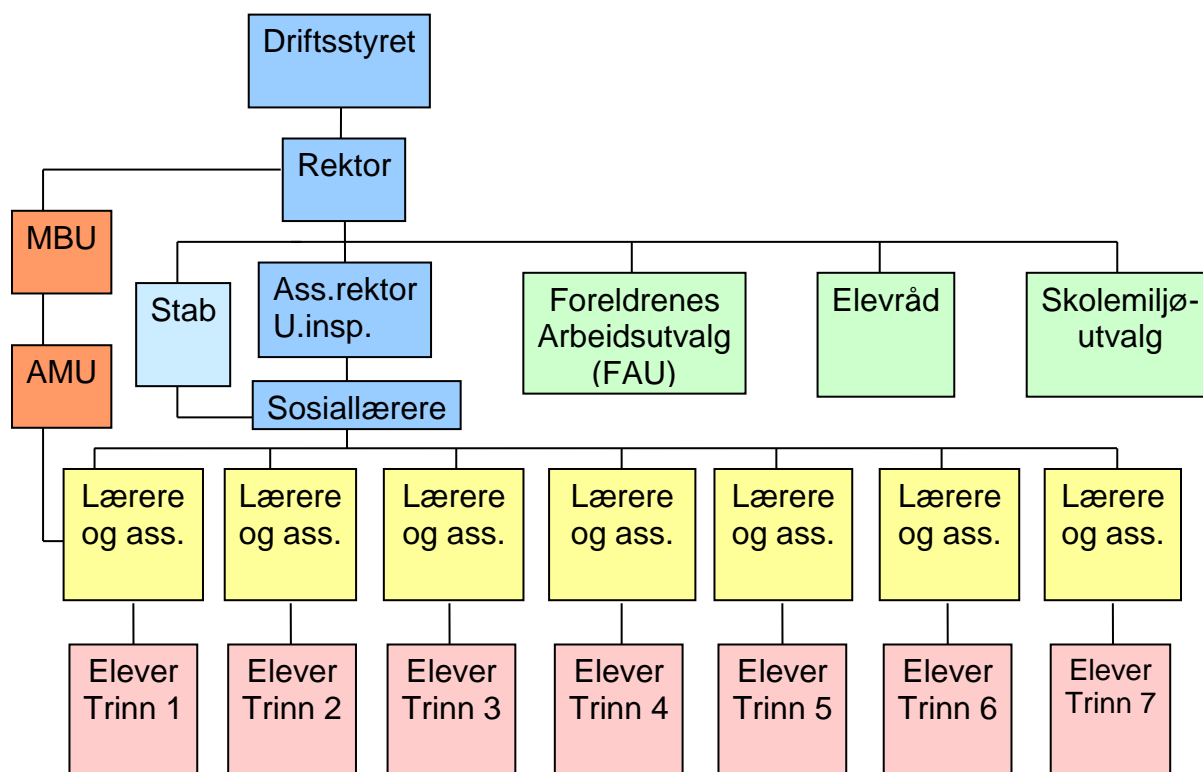 Driftsstyret
Rektor
MBU
AMU
Stab
Ass.rektor
U.insp.
Foreldrenes
Arbeidsutvalg
(FAU)
Elevråd
Skolemiljø-
utvalg
Sosiallærere
Lærere
og ass.
Lærere
og ass.
Lærere
og ass.
Lærere
og ass.
Lærere
og ass.
Lærere
og ass.
Lærere
og ass.
Elever
Trinn 1
Elever
Trinn 2
Elever
Trinn 3
Elever
Trinn 4
Elever
Trinn 5
Elever
Trinn 6
Elever
Trinn 7